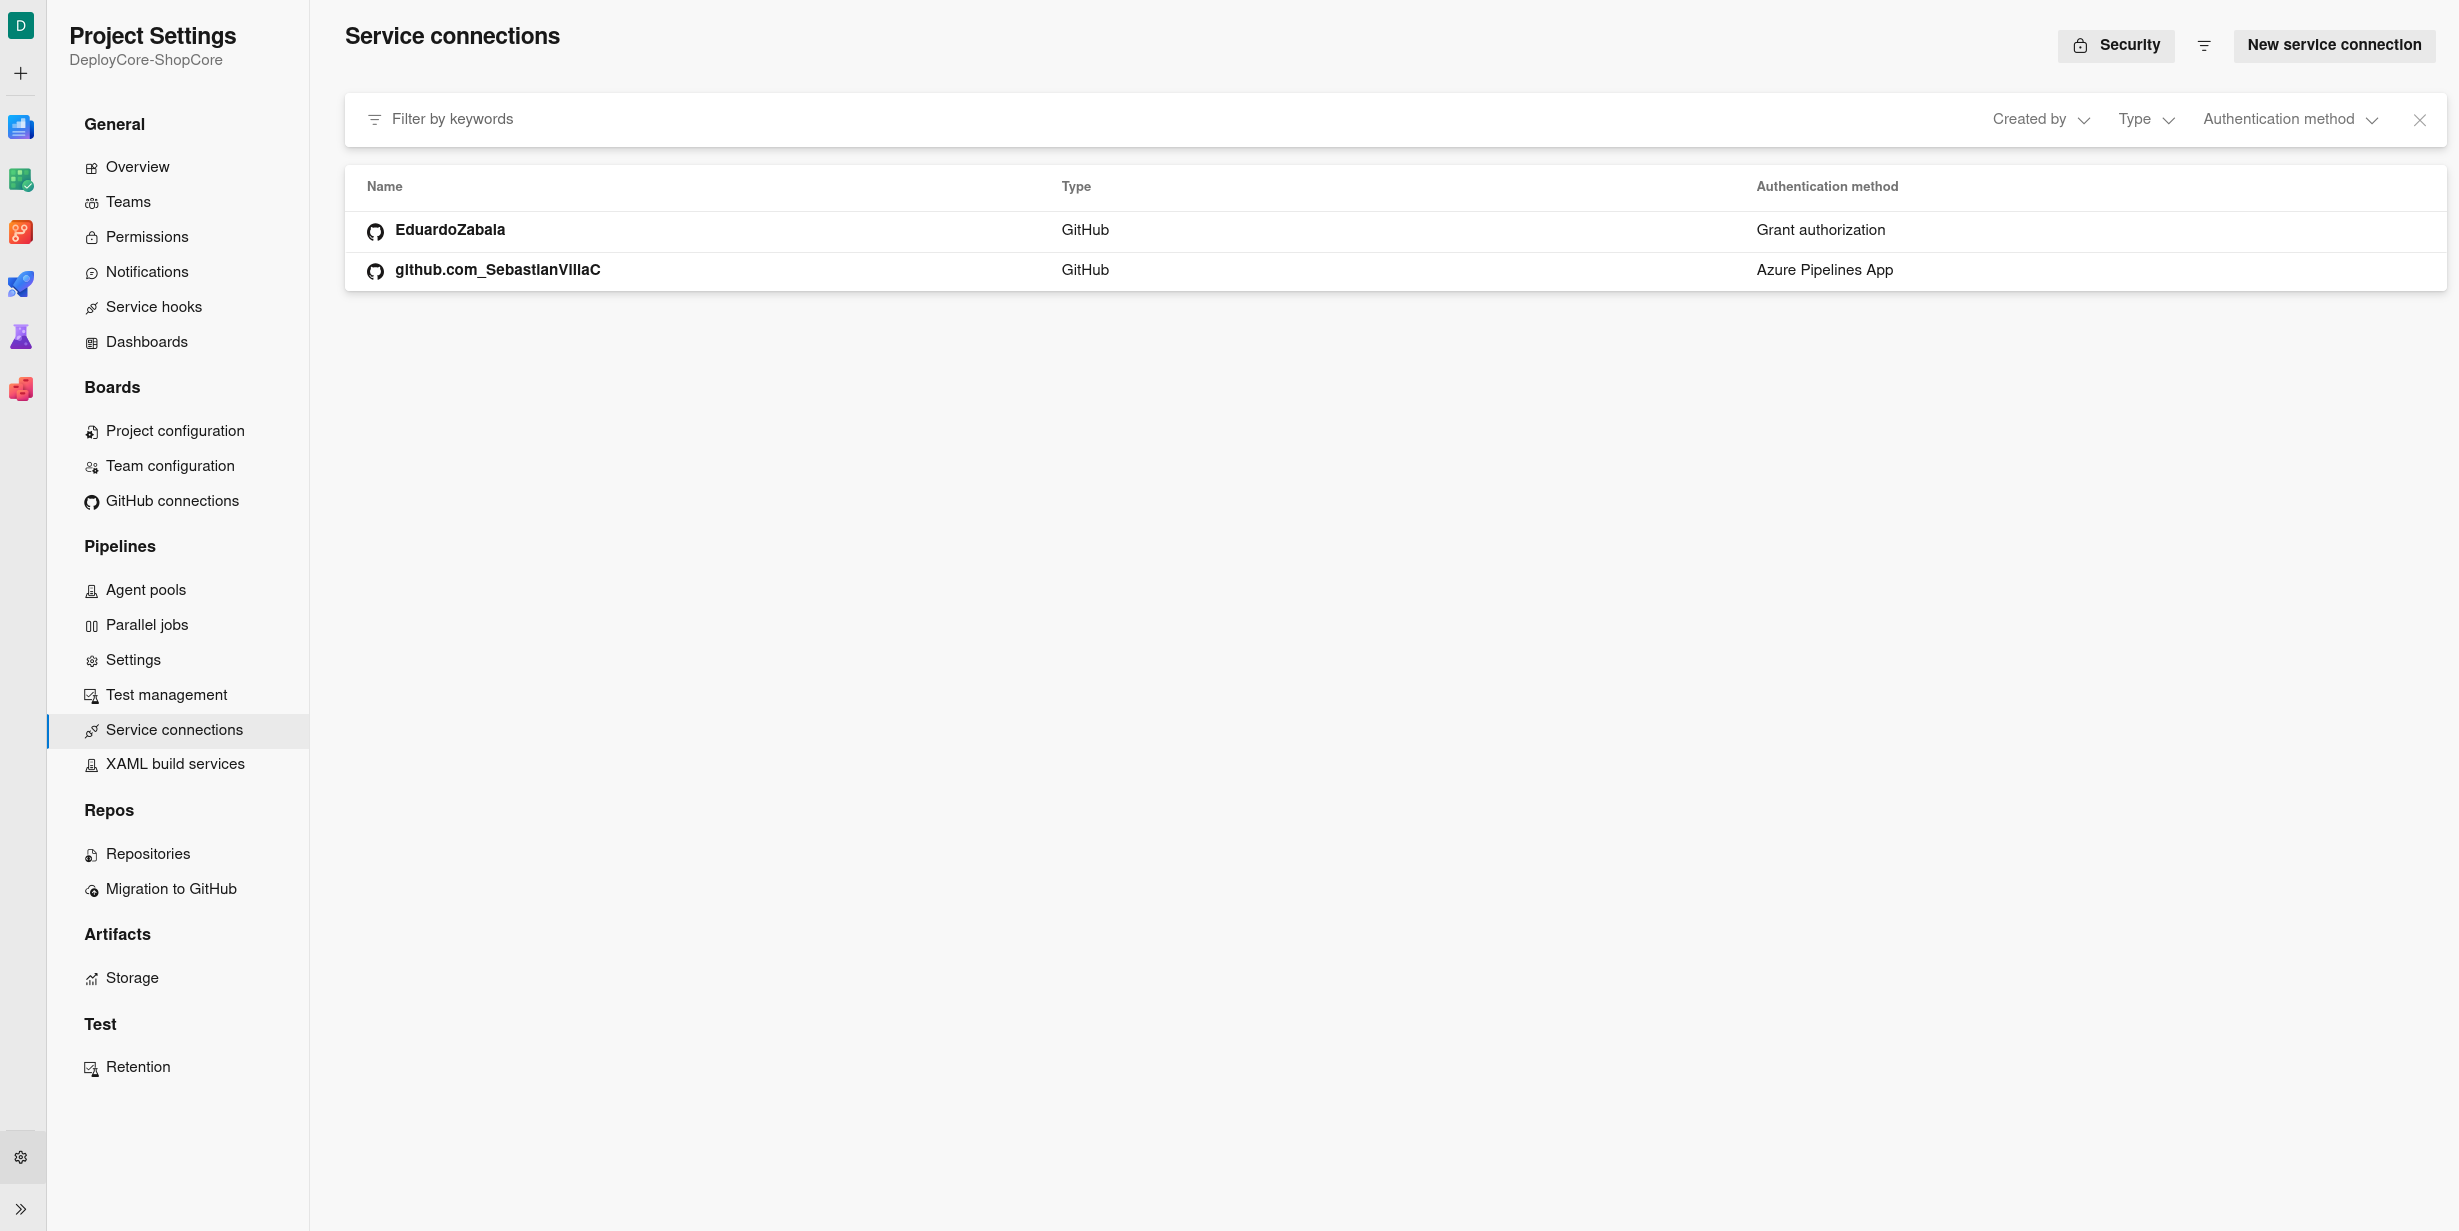 D
Project Settings
DeployCore-ShopCore
General
Overview
Teams
Permissions
Notifications
Service hooks
Dashboards
Boards
Project configuration
Team configuration
GitHub connections
Pipelines
Agent pools
Parallel jobs
Settings
Test management
Service connections
XAML build services
Repos
Repositories
Migration to GitHub
Artifacts
Storage
Test
Retention
Service connections
Security
New service connection
Filter by keywords
Created by
Type
Authentication method
Name Type Authentication method
EduardoZabala GitHub Grant authorization
github.com_SebastianVillaC GitHub Azure Pipelines App